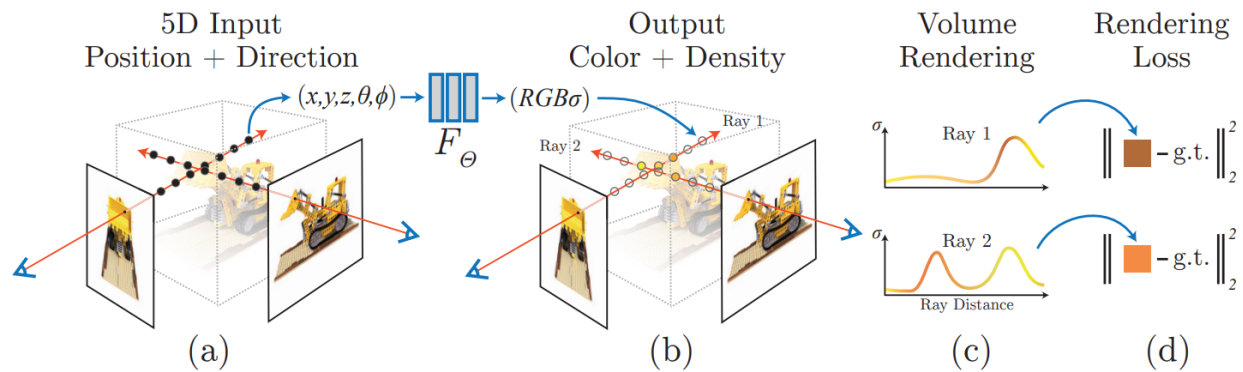 5D Input
Position + Direction
Output
Color + Density
Volume
Rendering
Rendering
Loss
(x,y,z,θ,ϕ)
F_Θ
(RGBσ)
Ray 1
Ray 2
σ
Ray 1
σ
Ray 2
Ray Distance
‖ – g.t. ‖²₂
‖ – g.t. ‖²₂
(a)
(b)
(c)
(d)